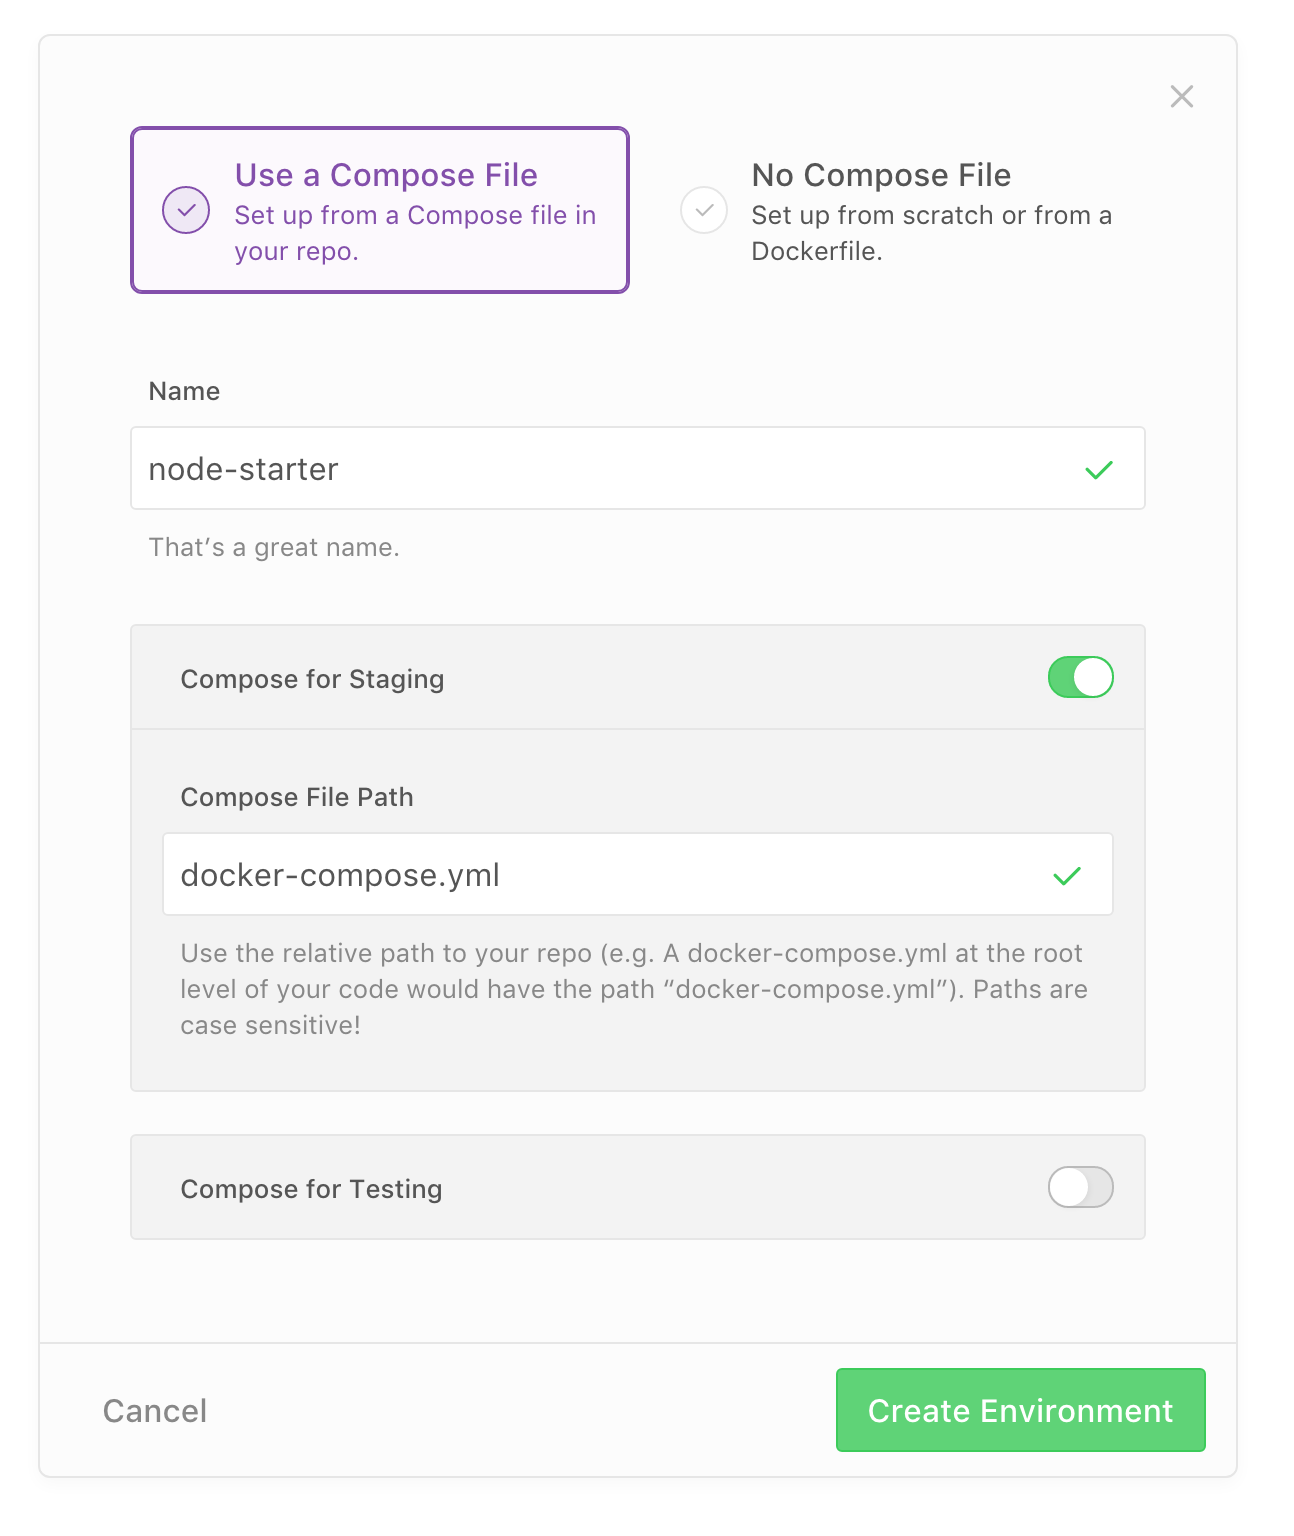 Use a Compose File
Set up from a Compose file in
your repo.
No Compose File
Set up from scratch or from a
Dockerfile.
Name
node-starter
That’s a great name.
Compose for Staging
Compose File Path
docker-compose.yml
Use the relative path to your repo (e.g. A docker-compose.yml at the root
level of your code would have the path “docker-compose.yml”). Paths are
case sensitive!
Compose for Testing
Cancel
Create Environment